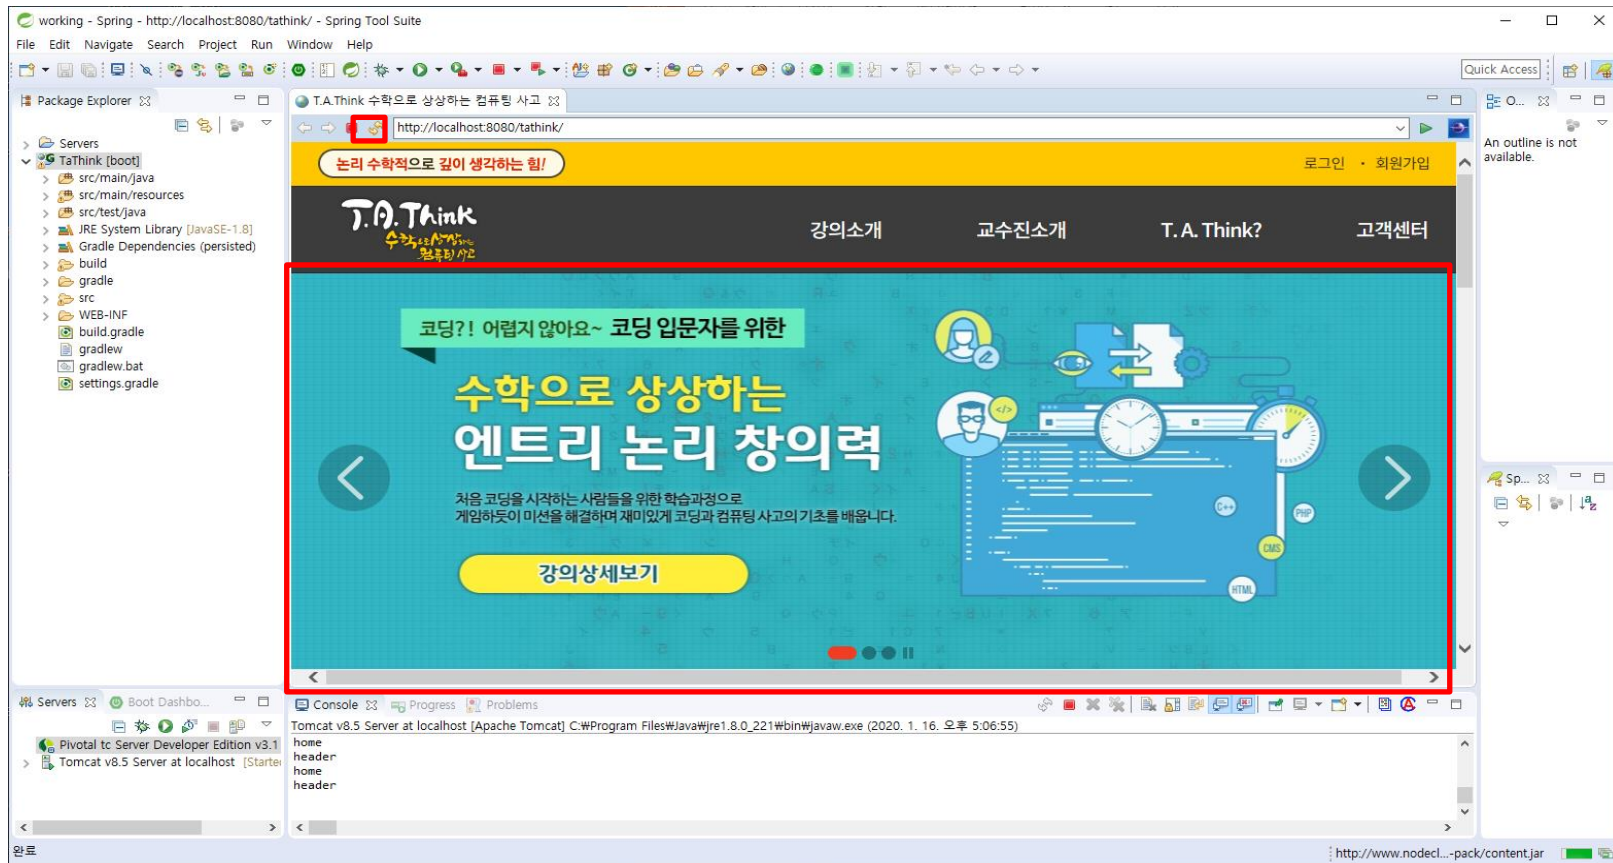 working - Spring - http://localhost:8080/tathink/ - Spring Tool Suite
File Edit Navigate Search Project Run Window Help
Quick Access
Package Explorer
Servers
TaThink [boot]
src/main/java
src/main/resources
src/test/java
JRE System Library [JavaSE-1.8]
Gradle Dependencies (persisted)
build
gradle
src
WEB-INF
build.gradle
gradlew
gradlew.bat
settings.gradle
T.A.Think 수학으로 상상하는 컴퓨팅 사고
http://localhost:8080/tathink/
논리 수학적으로 깊이 생각하는 힘!
로그인 · 회원가입
T.A.Think
수학으로상상하는
컴퓨팅사고
강의소개 교수진소개 T. A. Think? 고객센터
코딩?! 어렵지 않아요~ 코딩 입문자를 위한
수학으로 상상하는
엔트리 논리 창의력
처음 코딩을 시작하는 사람들을 위한 학습과정으로
게임하듯이 미션을 해결하며 재미있게 코딩과 컴퓨팅 사고의 기초를 배웁니다.
강의상세보기
C++
PHP
CMS
HTML
O...
An outline is not
available.
Sp...
Servers Boot Dashbo...
Pivotal tc Server Developer Edition v3.1
Tomcat v8.5 Server at localhost [Starte
Console Progress Problems
Tomcat v8.5 Server at localhost [Apache Tomcat] C:₩Program Files₩Java₩jre1.8.0_221₩bin₩javaw.exe (2020. 1. 16. 오후 5:06:55)
home
header
home
header
완료
http://www.nodecl...-pack/content.jar